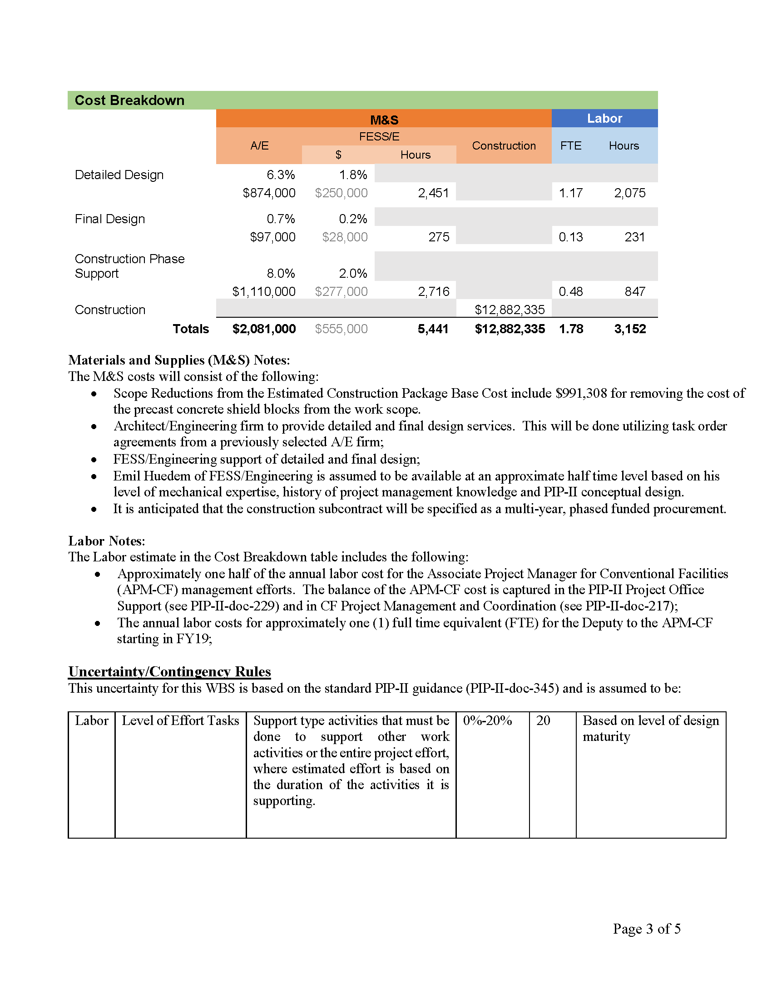 Cost Breakdown
M&S Labor
A/E FESS/E Construction FTE Hours
$ Hours
Detailed Design 6.3% 1.8%
$874,000 $250,000 2,451 1.17 2,075
Final Design 0.7% 0.2%
$97,000 $28,000 275 0.13 231
Construction Phase
Support 8.0% 2.0%
$1,110,000 $277,000 2,716 0.48 847
Construction $12,882,335
Totals $2,081,000 $555,000 5,441 $12,882,335 1.78 3,152
Materials and Supplies (M&S) Notes:
The M&S costs will consist of the following:
• Scope Reductions from the Estimated Construction Package Base Cost include $991,308 for removing the cost of
the precast concrete shield blocks from the work scope.
• Architect/Engineering firm to provide detailed and final design services.  This will be done utilizing task order
agreements from a previously selected A/E firm;
• FESS/Engineering support of detailed and final design;
• Emil Huedem of FESS/Engineering is assumed to be available at an approximate half time level based on his
level of mechanical expertise, history of project management knowledge and PIP-II conceptual design.
• It is anticipated that the construction subcontract will be specified as a multi-year, phased funded procurement.
Labor Notes:
The Labor estimate in the Cost Breakdown table includes the following:
• Approximately one half of the annual labor cost for the Associate Project Manager for Conventional Facilities
(APM-CF) management efforts.  The balance of the APM-CF cost is captured in the PIP-II Project Office
Support (see PIP-II-doc-229) and in CF Project Management and Coordination (see PIP-II-doc-217);
• The annual labor costs for approximately one (1) full time equivalent (FTE) for the Deputy to the APM-CF
starting in FY19;
Uncertainty/Contingency Rules
This uncertainty for this WBS is based on the standard PIP-II guidance (PIP-II-doc-345) and is assumed to be:
Labor Level of Effort Tasks Support type activities that must be 0%-20% 20 Based on level of design
done to support other work maturity
activities or the entire project effort,
where estimated effort is based on
the duration of the activities it is
supporting.
Page 3 of 5